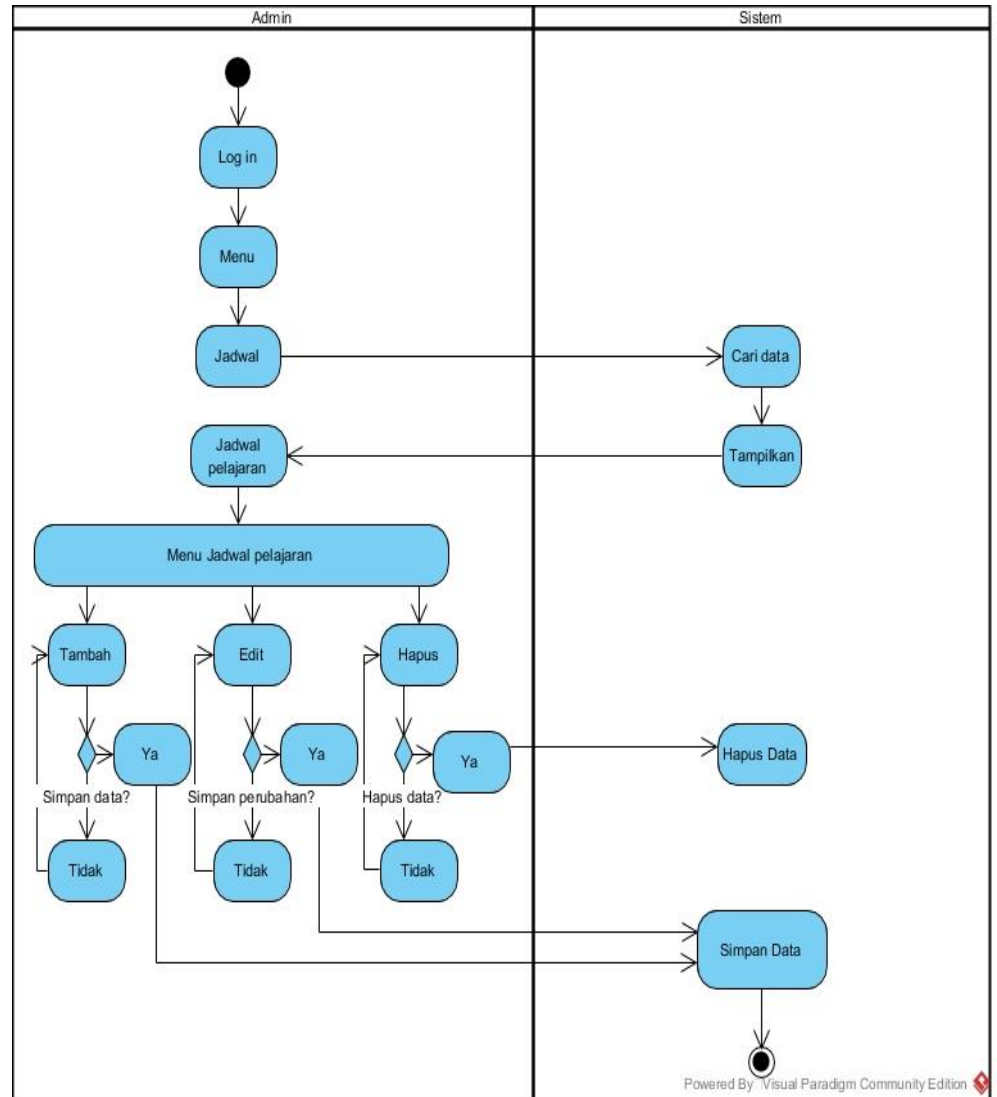 Admin
Sistem
Log in
Menu
Jadwal
Cari data
Jadwal
pelajaran
Tampilkan
Menu Jadwal pelajaran
Tambah
Edit
Hapus
Ya
Ya
Ya
Hapus Data
Simpan data?
Simpan perubahan?
Hapus data?
Tidak
Tidak
Tidak
Simpan Data
Powered By Visual Paradigm Community Edition